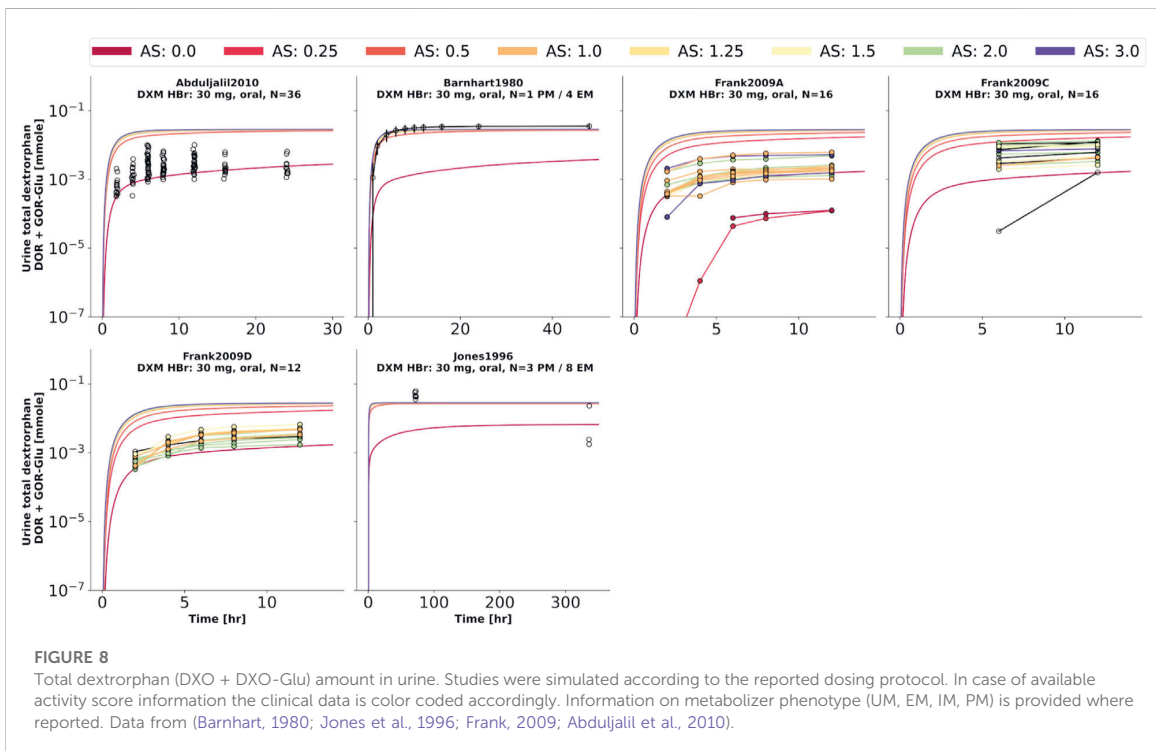 AS: 0.0 AS: 0.25 AS: 0.5 AS: 1.0 AS: 1.25 AS: 1.5 AS: 2.0 AS: 3.0
Abduljalil2010
DXM HBr: 30 mg, oral, N=36
Barnhart1980
DXM HBr: 30 mg, oral, N=1 PM / 4 EM
Frank2009A
DXM HBr: 30 mg, oral, N=16
Frank2009C
DXM HBr: 30 mg, oral, N=16
Urine total dextrorphan
DOR + GOR-Glu [mmole]
10⁻¹
10⁻³
10⁻⁵
10⁻⁷
0 10 20 30
0 20 40
0 5 10
0 5 10
Frank2009D
DXM HBr: 30 mg, oral, N=12
Jones1996
DXM HBr: 30 mg, oral, N=3 PM / 8 EM
Urine total dextrorphan
DOR + GOR-Glu [mmole]
10⁻¹
10⁻³
10⁻⁵
10⁻⁷
0 5 10
Time [hr]
0 100 200 300
Time [hr]
FIGURE 8
Total dextrorphan (DXO + DXO-Glu) amount in urine. Studies were simulated according to the reported dosing protocol. In case of available
activity score information the clinical data is color coded accordingly. Information on metabolizer phenotype (UM, EM, IM, PM) is provided where
reported. Data from (Barnhart, 1980; Jones et al., 1996; Frank, 2009; Abduljalil et al., 2010).